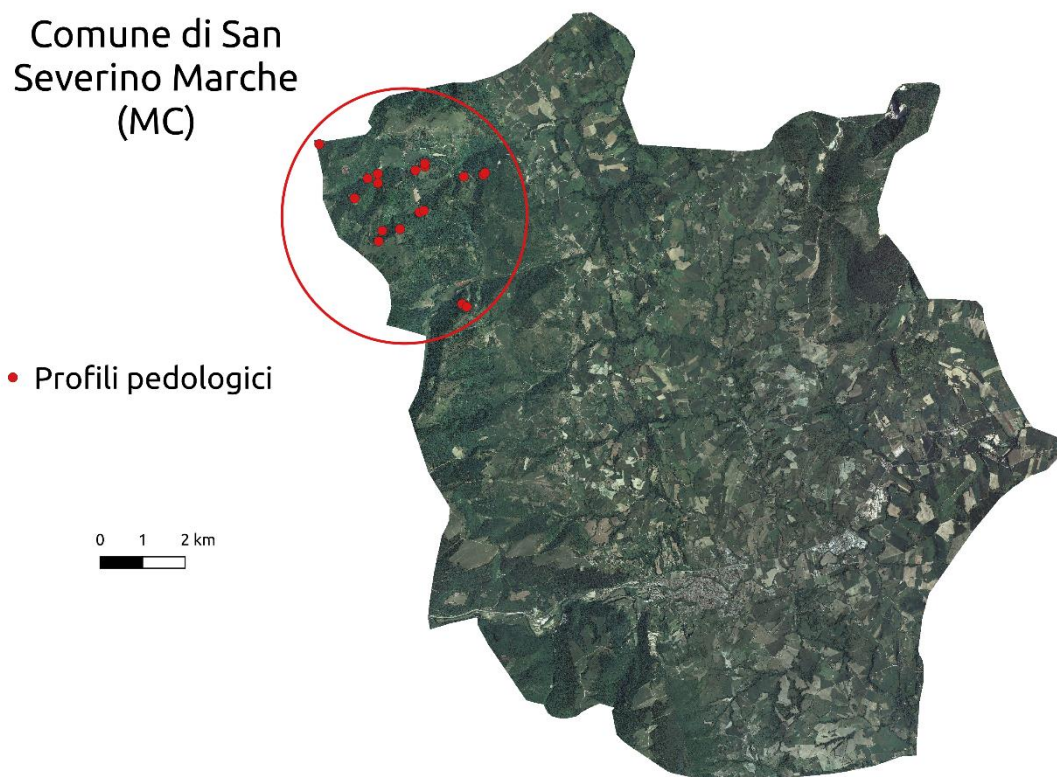 Comune di San
Severino Marche
(MC)
Profili pedologici
0 1 2 km